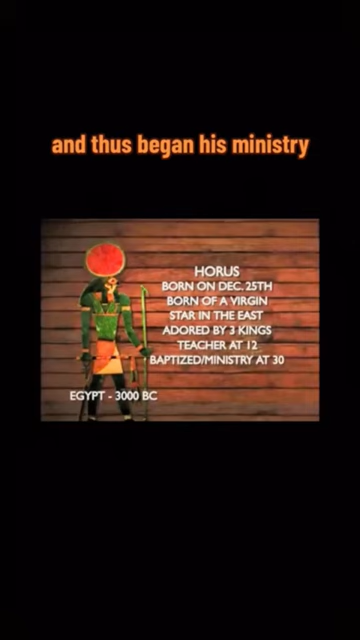 and thus began his ministry
HORUS
BORN ON DEC. 25TH
BORN OF A VIRGIN
STAR IN THE EAST
ADORED BY 3 KINGS
TEACHER AT 12
BAPTIZED/MINISTRY AT 30
EGYPT - 3000 BC